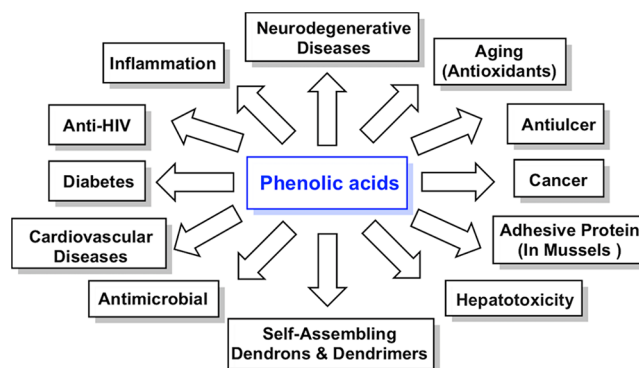 Neurodegenerative
Diseases
Aging
(Antioxidants)
Inflammation
Anti-HIV
Antiulcer
Diabetes
Phenolic acids
Cancer
Cardiovascular
Diseases
Adhesive Protein
(In Mussels )
Antimicrobial
Hepatotoxicity
Self-Assembling
Dendrons & Dendrimers